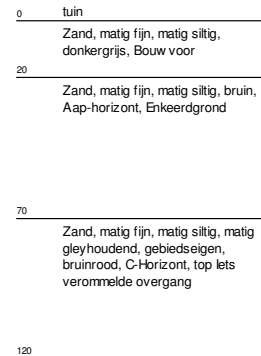 0 tuin
Zand, matig fijn, matig siltig,
donkergrijs, Bouw voor
20
Zand, matig fijn, matig siltig, bruin,
Aap-horizont, Enkeerdgrond
70
Zand, matig fijn, matig siltig, matig
gleyhoudend, gebiedseigen,
bruinrood, C-Horizont, top Iets
verommelde overgang
120